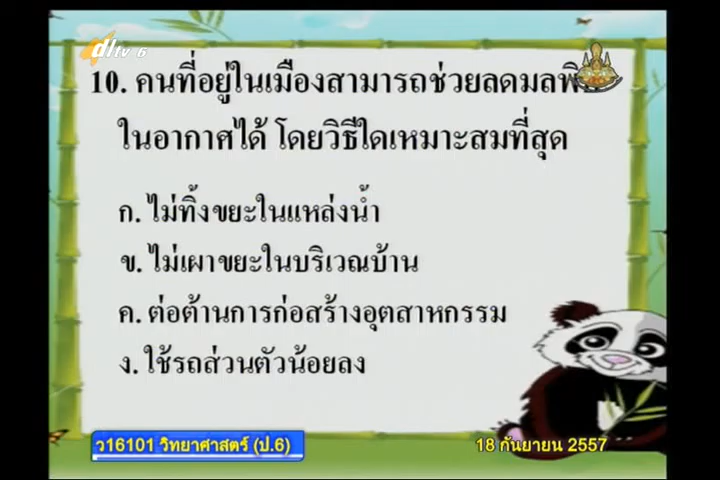 dltv 6
10. คนที่อยู่ในเมืองสามารถช่วยลดมลพิษ
ในอากาศได้ โดยวิธีใดเหมาะสมที่สุด
ก. ไม่ทิ้งขยะในแหล่งน้ำ
ข. ไม่เผาขยะในบริเวณบ้าน
ค. ต่อต้านการก่อสร้างอุตสาหกรรม
ง. ใช้รถส่วนตัวน้อยลง
ว16101 วิทยาศาสตร์ (ป.6)
18 กันยายน 2557